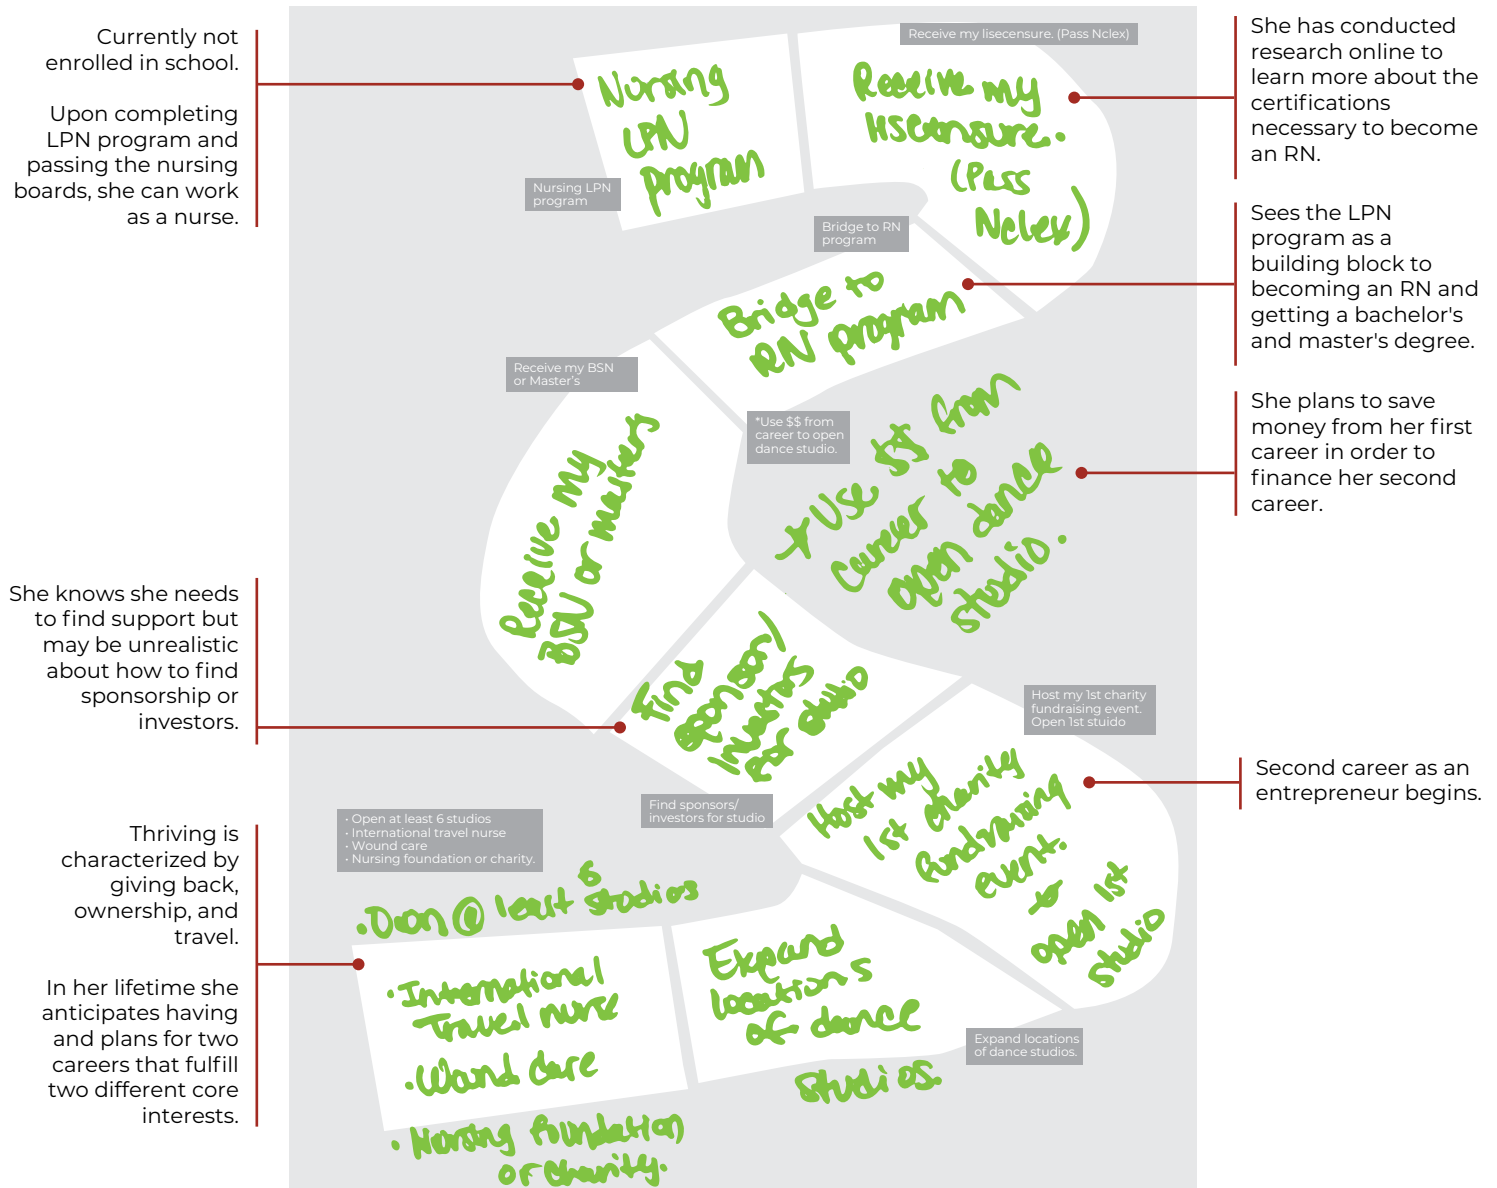 Currently not
enrolled in school.
Upon completing
LPN program and
passing the nursing
boards, she can work
as a nurse.
Nursing
LPN
program
Nursing LPN
program
Receive my lisecensure. (Pass Nclex)
Receive my
liscensure.
(Pass
Nclex)
She has conducted
research online to
learn more about the
certifications
necessary to become
an RN.
Bridge to RN
program
Bridge to
RN program
Sees the LPN
program as a
building block to
becoming an RN and
getting a bachelor's
and master's degree.
Receive my BSN
or Master's
Receive my
BSN or masters
*Use $$ from
career to open
dance studio.
* Use $$ from
career to
open dance
studio.
She plans to save
money from her first
career in order to
finance her second
career.
She knows she needs
to find support but
may be unrealistic
about how to find
sponsorship or
investors.
Find
sponsors/
investors
for studio
Find sponsors/
investors for studio
Host my 1st charity
fundraising event.
Open 1st stuido
Host my
1st charity
fundraising
event.
open 1st
studio
Second career as an
entrepreneur begins.
Thriving is
characterized by
giving back,
ownership, and
travel.
In her lifetime she
anticipates having
and plans for two
careers that fulfill
two different core
interests.
• Open at least 6 studios
• International travel nurse
• Wound care
• Nursing foundation or charity.
• Open @ least 6 studios
• International
Travel nurse
• Wound Care
• Nursing foundation
or charity.
Expand
locations
of dance
studios.
Expand locations
of dance studios.